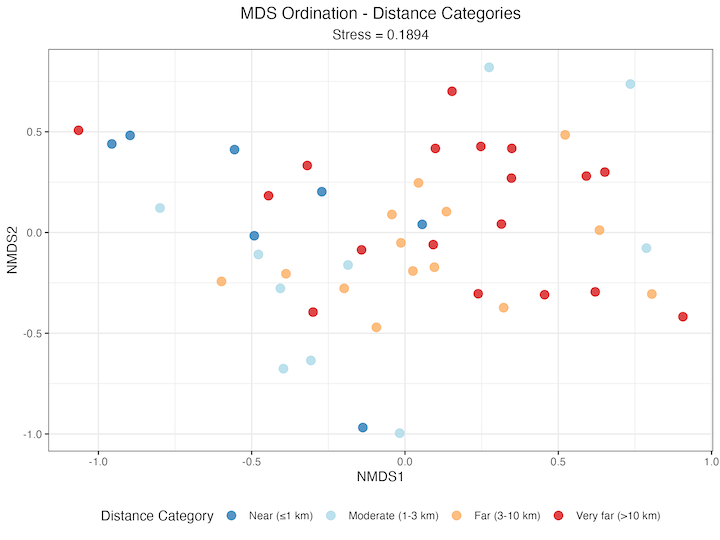 MDS Ordination - Distance Categories
Stress = 0.1894
NMDS2
0.5
0.0
-0.5
-1.0
-1.0 -0.5 0.0 0.5 1.0
NMDS1
Distance Category Near (≤1 km) Moderate (1-3 km) Far (3-10 km) Very far (>10 km)